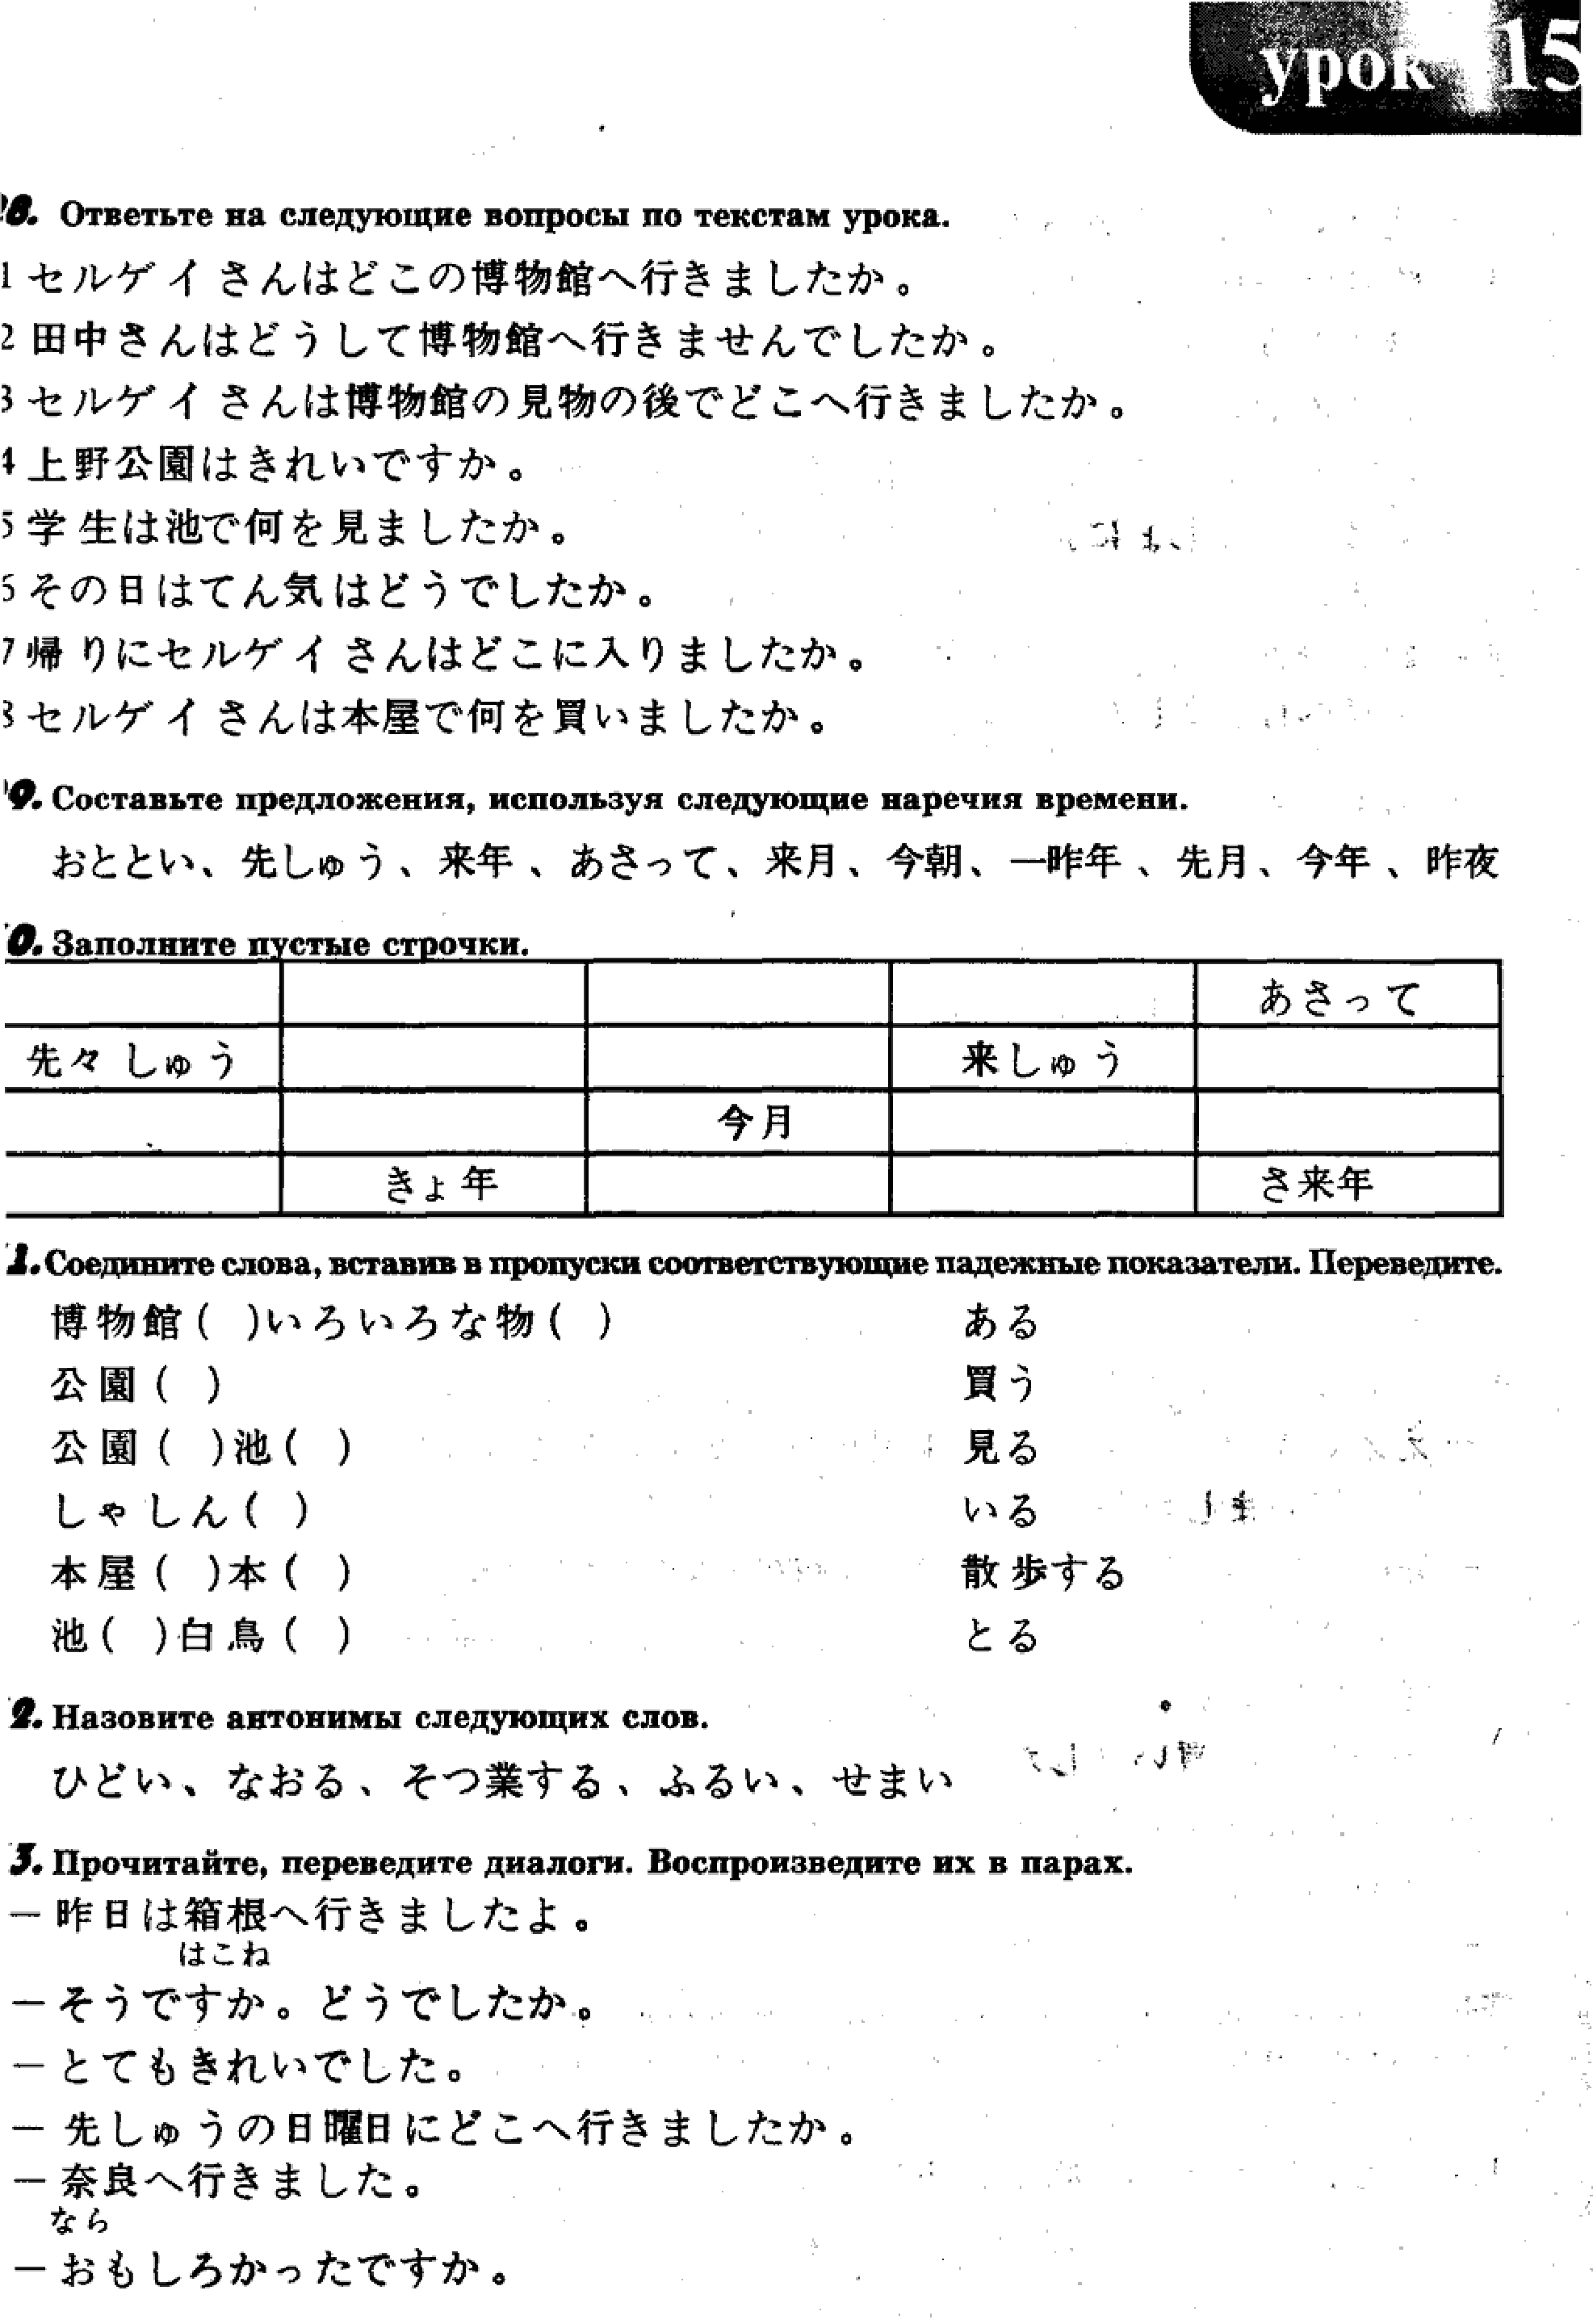 урок 15
8. Ответьте на следующие вопросы по текстам урока.
1 セルゲイさんはどこの博物館へ行きましたか。
2 田中さんはどうして博物館へ行きませんでしたか。
3 セルゲイさんは博物館の見物の後でどこへ行きましたか。
4 上野公園はきれいですか。
5 学生は池で何を見ましたか。
6 その日はてん気はどうでしたか。
7 帰りにセルゲイさんはどこに入りましたか。
8 セルゲイさんは本屋で何を買いましたか。
9. Составьте предложения, используя следующие наречия времени.
おととい、先しゅう、来年、あさって、来月、今朝、一昨年、先月、今年、昨夜
0. Заполните пустые строчки.
あさって
先々しゅう 来しゅう
今月
きょ年 さ来年
1. Соедините слова, вставив в пропуски соответствующие падежные показатели. Переведите.
博物館( )いろいろな物( ) ある
公園( ) 買う
公園( )池( ) 見る
しゃしん( ) いる
本屋( )本( ) 散歩する
池( )白鳥( ) とる
2. Назовите антонимы следующих слов.
ひどい、なおる、そつ業する、ふるい、せまい
3. Прочитайте, переведите диалоги. Воспроизведите их в парах.
— 昨日は箱根へ行きましたよ。
はこね
— そうですか。どうでしたか。
— とてもきれいでした。
— 先しゅうの日曜日にどこへ行きましたか。
— 奈良へ行きました。
なら
— おもしろかったですか。